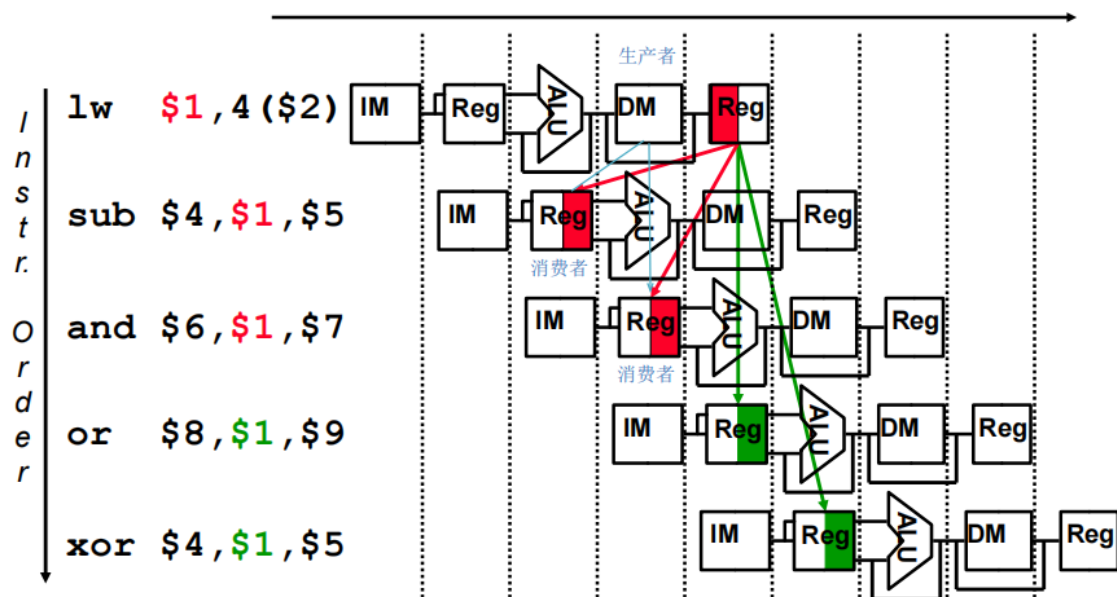 生产者
lw $1,4($2) IM Reg ALU DM Reg
sub $4,$1,$5 IM Reg ALU DM Reg
消费者
and $6,$1,$7 IM Reg ALU DM Reg
消费者
or $8,$1,$9 IM Reg ALU DM Reg
xor $4,$1,$5 IM Reg ALU DM Reg
Instr. Order